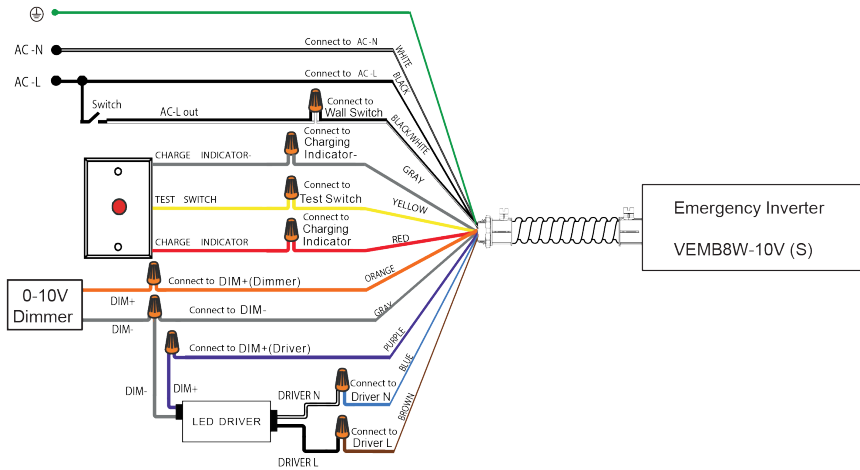 AC-N
Connect to AC-N
WHITE
AC-L
Connect to AC-L
BLACK
Switch
AC-L out
Connect to
Wall Switch
BLACK/WHITE
Connect to
Charging
Indicator-
CHARGE INDICATOR-
GRAY
Connect to
Test Switch
TEST SWITCH
YELLOW
Connect to
Charging
Indicator
CHARGE INDICATOR
RED
Emergency Inverter
VEMB8W-10V (S)
0-10V
Dimmer
DIM+
Connect to DIM+(Dimmer)
ORANGE
DIM-
Connect to DIM-
GRAY
Connect to DIM+(Driver)
PURPLE
DIM-
DIM+
LED DRIVER
DRIVER N
Connect to
Driver N
BLUE
DRIVER L
Connect to
Driver L
BROWN